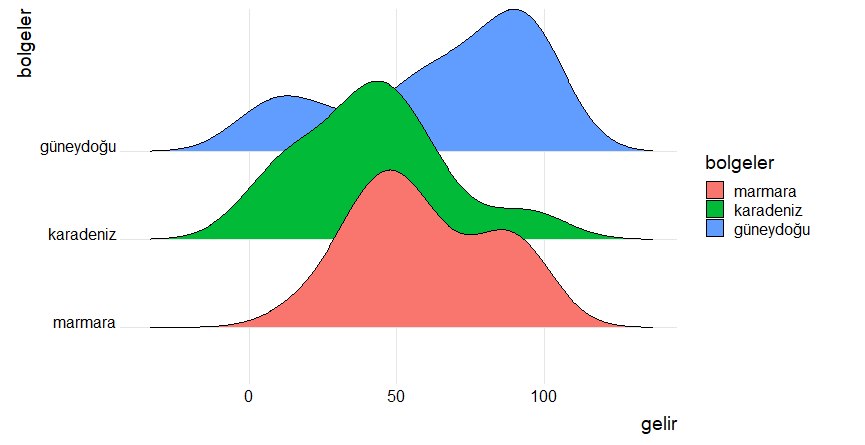 bolgeler
güneydoğu
karadeniz
marmara
0 50 100
gelir
bolgeler
marmara
karadeniz
güneydoğu